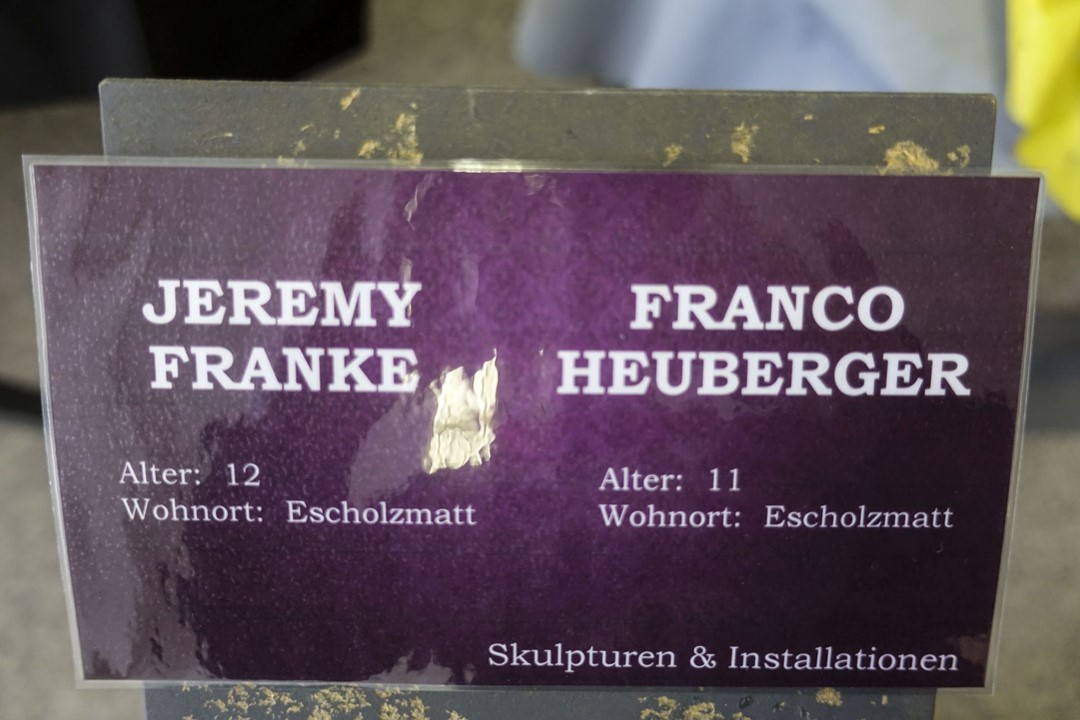 JEREMY
FRANKE
Alter: 12
Wohnort: Escholzmatt
FRANCO
HEUBERGER
Alter: 11
Wohnort: Escholzmatt
Skulpturen & Installationen